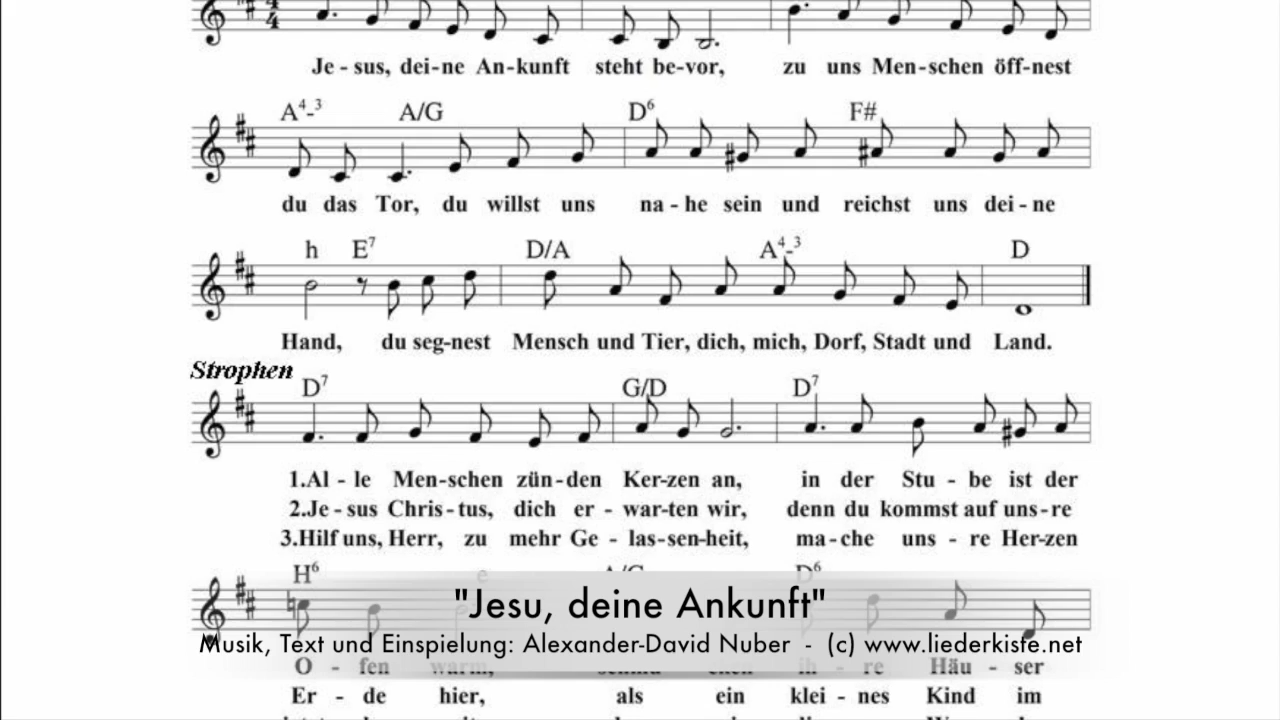 Je - sus, dei-ne An-kunft steht be-vor, zu uns Men-schen öff-nest
A4-3 A/G D6 F#
du das Tor, du willst uns na - he sein und reichst uns dei - ne
h E7 D/A A4-3 D
Hand, du seg-nest Mensch und Tier, dich, mich, Dorf, Stadt und Land.
Strophen
D7 G/D D7
1.Al - le Men-schen zün-den Ker-zen an, in der Stu - be ist der
2.Je - sus Chris - tus, dich er - war-ten wir, denn du kommst auf uns-re
3.Hilf uns, Herr, zu mehr Ge - las-sen-heit, ma-che uns - re Her-zen
H6 e A/G D6
"Jesu, deine Ankunft"
Musik, Text und Einspielung: Alexander-David Nuber - (c) www.liederkiste.net
O - fen warm, ih - re Häu - ser
Er - de hier, als ein klei - nes Kind im